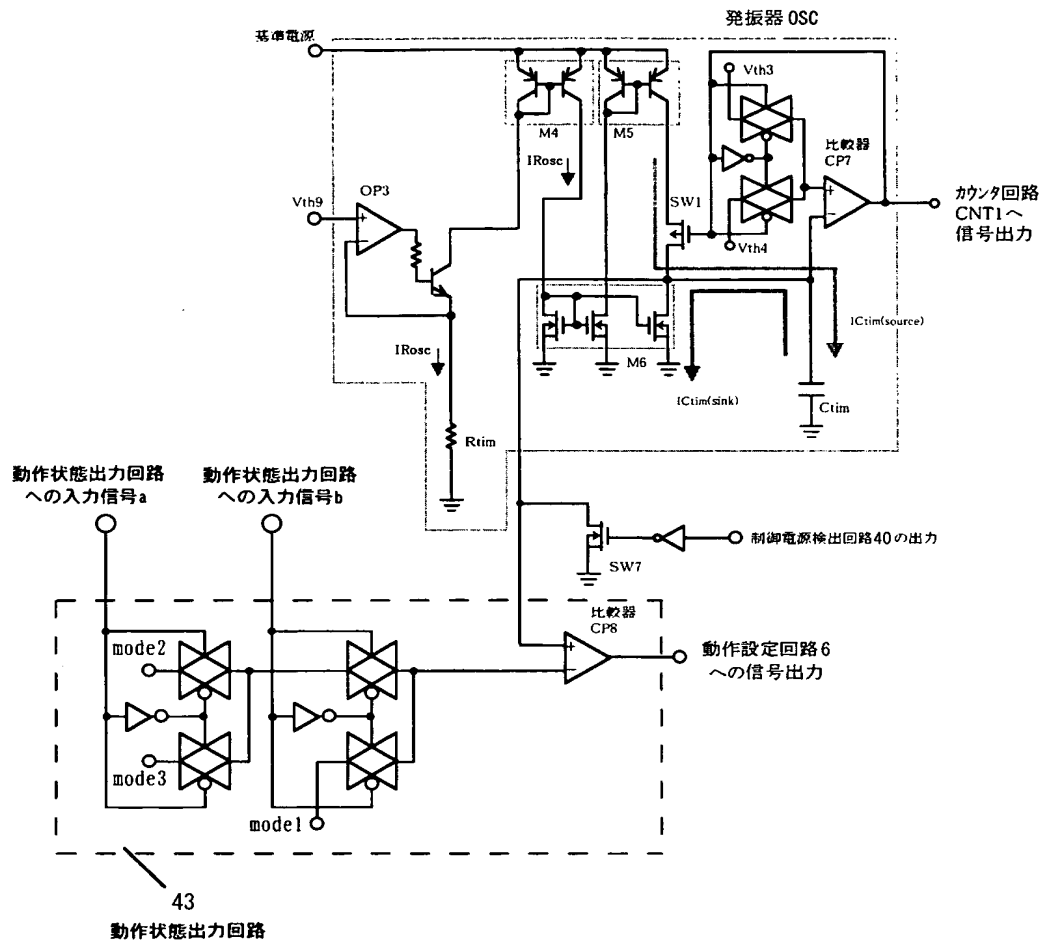 発振器 OSC
基準電源
Vth3
M4
M5
比較器
CP7
IRosc
OP3
SW1
Vth9
カウンタ回路
CNT1へ
信号出力
Vth4
ICtim(source)
IRosc
M6
ICtim(sink)
Ctim
Rtim
動作状態出力回路
への入力信号a
動作状態出力回路
への入力信号b
制御電源検出回路40の出力
SW7
比較器
CP8
mode2
動作設定回路6
への信号出力
mode3
mode1
43
動作状態出力回路